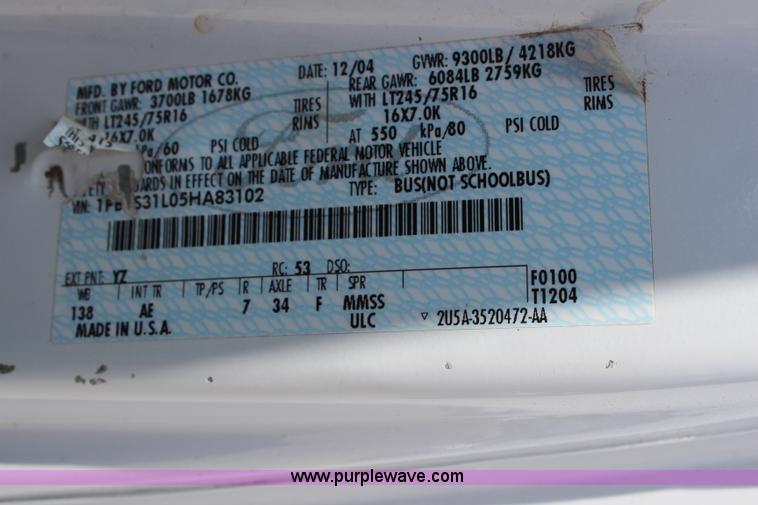 MFD. BY FORD MOTOR CO. DATE: 12/04 GVWR: 9300LB/ 4218KG
FRONT GAWR: 3700LB 1678KG REAR GAWR: 6084LB 2759KG
WITH LT245/75R16 TIRES WITH LT245/75R16 TIRES
16X7.0K RIMS 16X7.0K RIMS
kPa/60 PSI COLD AT 550 kPa/80 PSI COLD
CONFORMS TO ALL APPLICABLE FEDERAL MOTOR VEHICLE
IN EFFECT ON THE DATE OF MANUFACTURE SHOWN ABOVE.
VIN: S31L05HA83102 TYPE: BUS(NOT SCHOOLBUS)
EXT PNT: YZ RC: 53 DSO:
WB INT TR TP/PS R AXLE TR SPR F0100
138 AE 7 34 F MMSS T1204
MADE IN U.S.A. ULC ▽ 2U5A-3520472-AA
www.purplewave.com